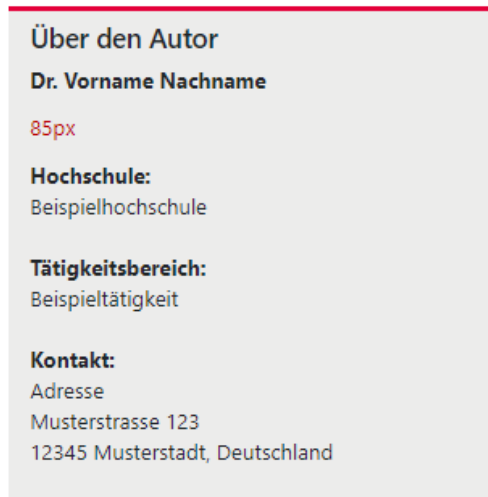 Über den Autor
Dr. Vorname Nachname
85px
Hochschule:
Beispielhochschule
Tätigkeitsbereich:
Beispieltätigkeit
Kontakt:
Adresse
Musterstrasse 123
12345 Musterstadt, Deutschland